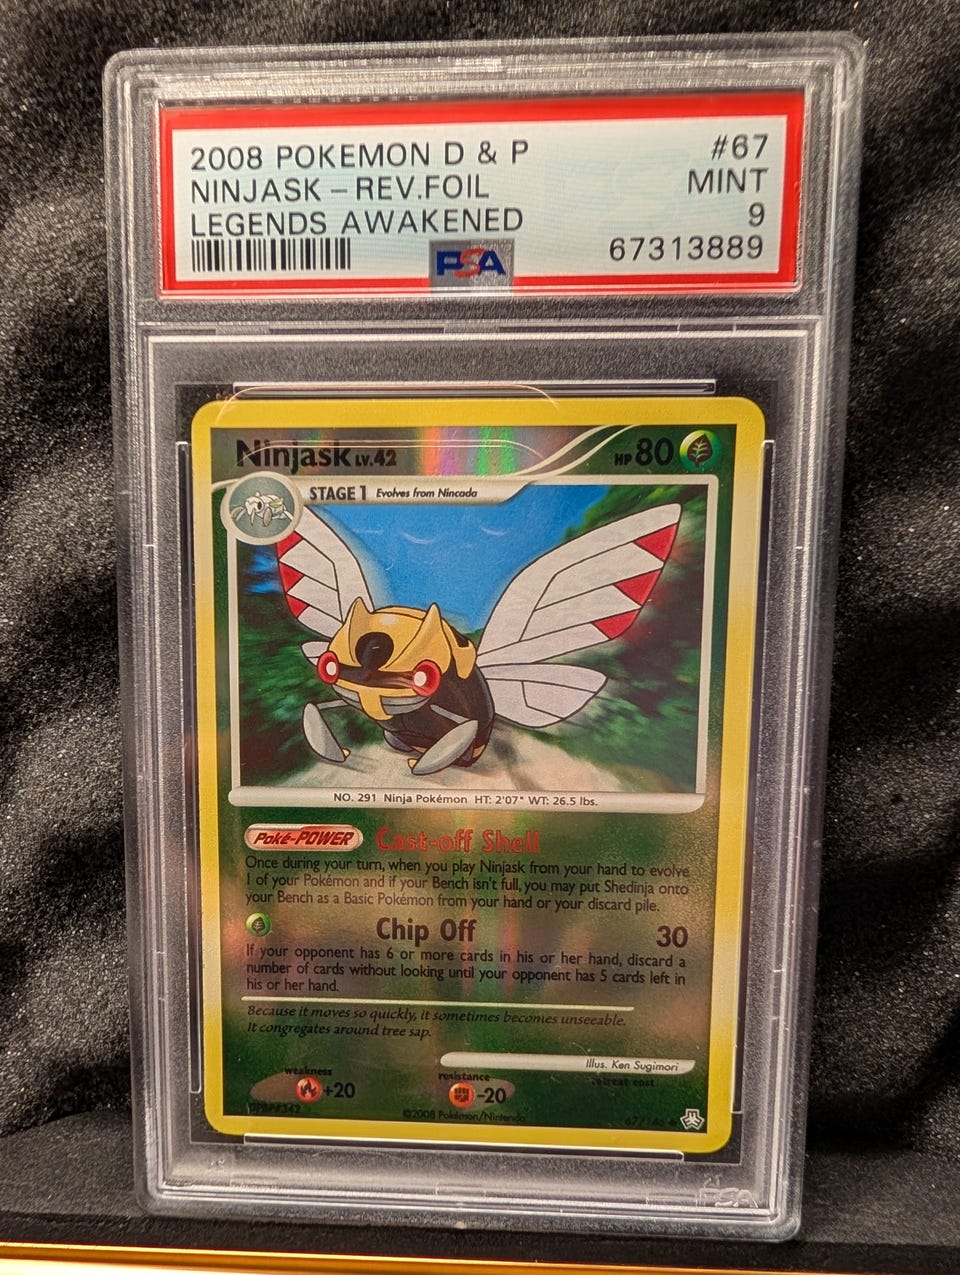 2008 POKEMON D & P #67
NINJASK - REV.FOIL MINT
LEGENDS AWAKENED 9
PSA 67313889
Ninjask LV.42 HP 80
STAGE 1 Evolves from Nincada
NO. 291 Ninja Pokémon HT: 2'07" WT: 26.5 lbs.
Poké-POWER Cast-off Shell
Once during your turn, when you play Ninjask from your hand to evolve
1 of your Pokémon and if your Bench isn't full, you may put Shedinja onto
your Bench as a Basic Pokémon from your hand or your discard pile.
Chip Off 30
If your opponent has 6 or more cards in his or her hand, discard a
number of cards without looking until your opponent has 5 cards left in
his or her hand.
Because it moves so quickly, it sometimes becomes unseeable.
It congregates around tree sap.
Illus. Ken Sugimori
weakness resistance retreat cost
+20 -20
©2008 Pokémon/Nintendo 67/146
PSA